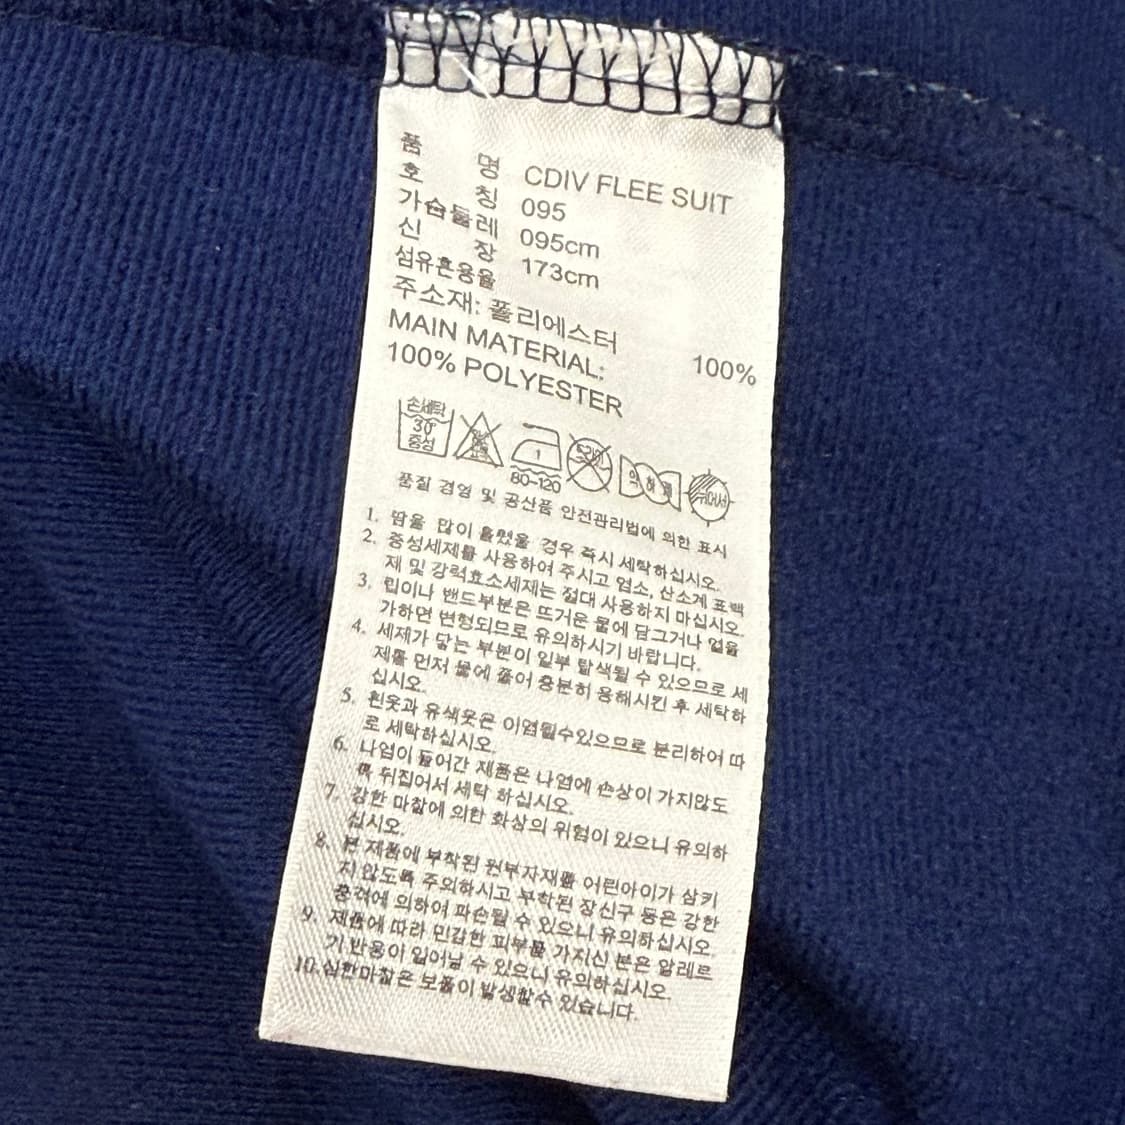 품 명 CDIV FLEE SUIT
호 칭 095
가슴둘레 095cm
신 장 173cm
섬유혼용율
주소재: 폴리에스터 100%
MAIN MATERIAL:
100% POLYESTER
손세탁 30° 중성 1 80-120 드라이 약하게 뉘어서
품질 경영 및 공산품 안전관리법에 의한 표시
1. 땀을 많이 흘렸을 경우 즉시 세탁하십시오.
2. 중성세제를 사용하여 주시고 염소, 산소계 표백
제 및 강력효소세제는 절대 사용하지 마십시오.
3. 립이나 밴드부분은 뜨거운 물에 담그거나 열을
가하면 변형되므로 유의하시기 바랍니다.
4. 세제가 닿는 부분이 일부 탈색될 수 있으므로 세
제를 먼저 물에 풀어 충분히 용해시킨 후 세탁하
십시오.
5. 흰옷과 유색옷은 이염될수있으므로 분리하여 따
로 세탁하십시오.
6. 나염이 들어간 제품은 나염에 손상이 가지않도
록 뒤집어서 세탁 하십시오.
7. 강한 마찰에 의한 화상의 위험이 있으니 유의하
십시오.
8. 본 제품에 부착된 원부자재를 어린아이가 삼키
지 않도록 주의하시고 부착된 장신구 등은 강한
충격에 의하여 파손될 수 있으니 유의하십시오.
9. 제품에 따라 민감한 피부를 가지신 분은 알레르
기 반응이 일어날 수 있으니 유의하십시오.
10.심한마찰은 보풀이 발생할수 있습니다.